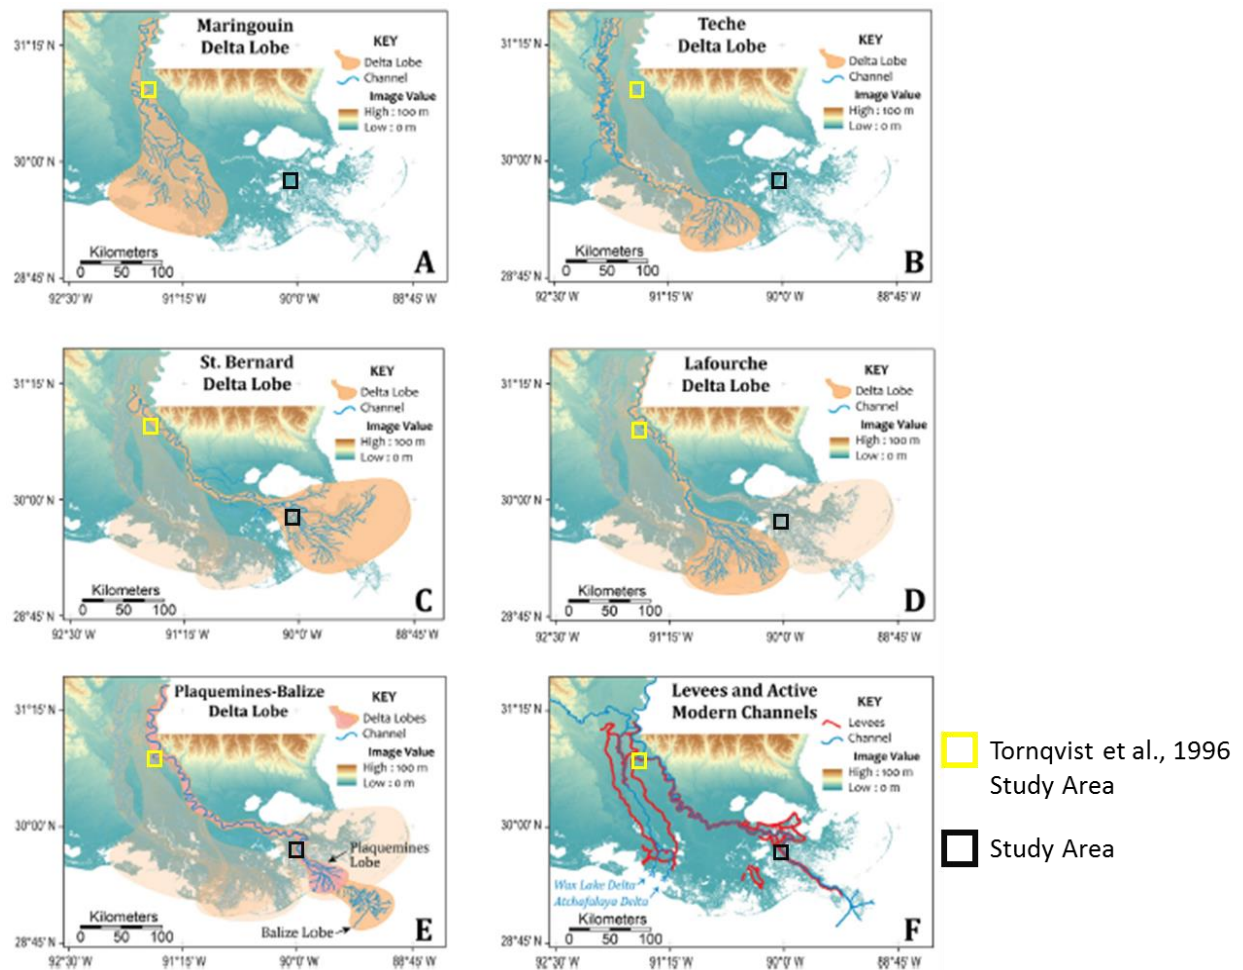 Maringouin
Delta Lobe
KEY
Delta Lobe
Channel
Image Value
High : 100 m
Low : 0 m
31°15' N
30°00' N
28°45' N
Kilometers
0 50 100
A
92°30' W 91°15' W 90°0' W 88°45' W
Teche
Delta Lobe
KEY
Delta Lobe
Channel
Image Value
High : 100 m
Low : 0 m
31°15' N
30°00' N
28°45' N
Kilometers
0 50 100
B
92°30' W 91°15' W 90°0' W 88°45' W
St. Bernard
Delta Lobe
KEY
Delta Lobe
Channel
Image Value
High : 100 m
Low : 0 m
31°15' N
30°00' N
28°45' N
Kilometers
0 50 100
C
92°30' W 91°15' W 90°0' W 88°45' W
Lafourche
Delta Lobe
KEY
Delta Lobe
Channel
Image Value
High : 100 m
Low : 0 m
31°15' N
30°00' N
28°45' N
Kilometers
0 50 100
D
92°30' W 91°15' W 90°0' W 88°45' W
Plaquemines-Balize
Delta Lobe
KEY
Delta Lobes
Channel
Image Value
High : 100 m
Low : 0 m
31°15' N
30°00' N
28°45' N
Plaquemines
Lobe
Balize Lobe
Kilometers
0 50 100
E
92°30' W 91°15' W 90°0' W 88°45' W
Levees and Active
Modern Channels
KEY
Levees
Channel
Image Value
High : 100 m
Low : 0 m
31°15' N
30°00' N
28°45' N
Wax Lake Delta
Atchafalaya Delta
Kilometers
0 50 100
F
92°30' W 91°15' W 90°0' W 88°45' W
Tornqvist et al., 1996
Study Area
Study Area